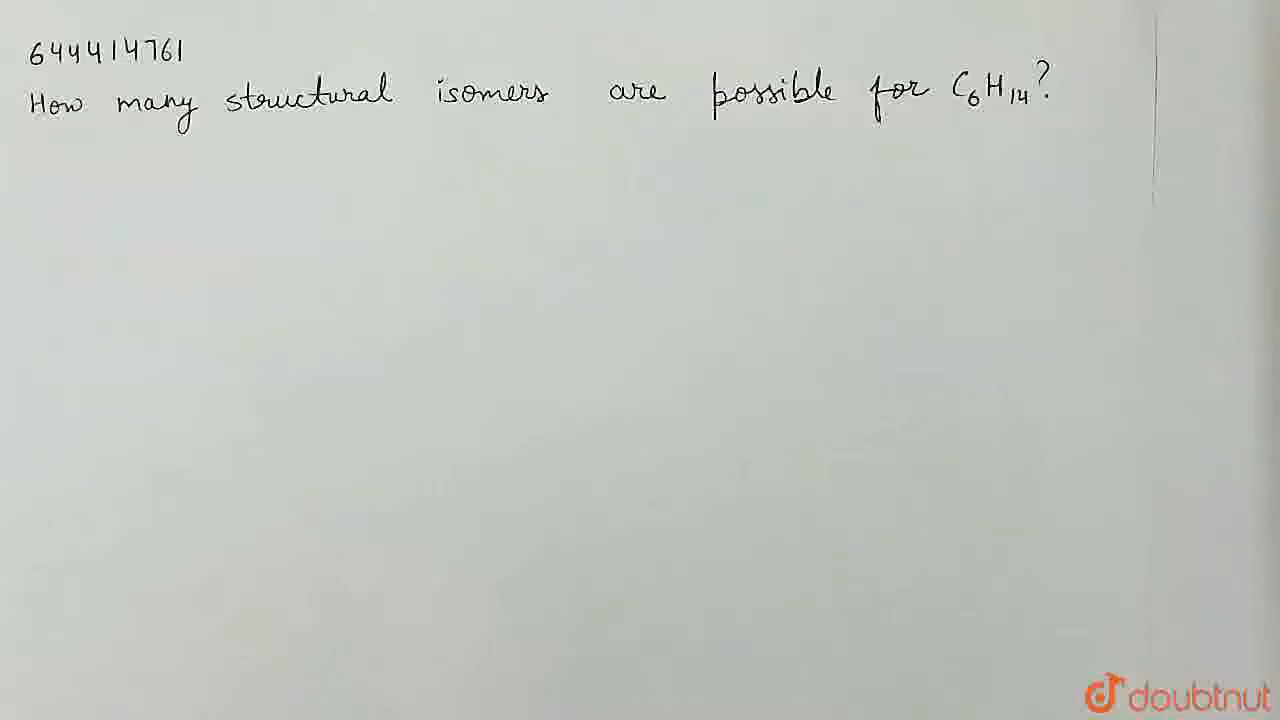 644414761
How many structural isomers are possible for C₆H₁₄?
doubtnut